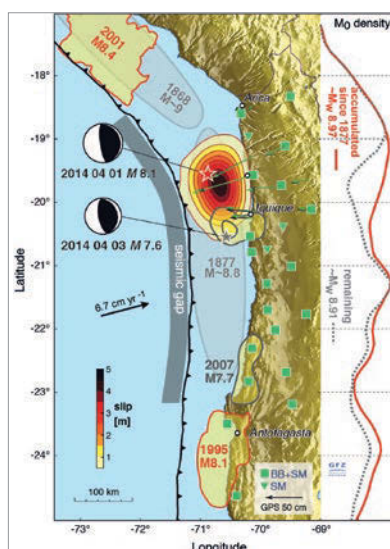 M₀ density
2001
M8.4
1868
M~9
Arica
accumulated
since 1877
~Mw 8.97
2014 04 01 M 8.1
2014 04 03 M 7.6
Iquique
seismic gap
1877
M~8.8
6.7 cm yr⁻¹
remaining
~Mw 8.91
2007
M7.7
slip
[m]
5
4
3
2
1
1995
M8.1
Antofagasta
BB+SM
SM
GPS 50 cm
GFZ
100 km
-18°
-19°
-20°
-21°
-22°
-23°
-24°
Latitude
-73°
-72°
-71°
-70°
-69°
Longitude